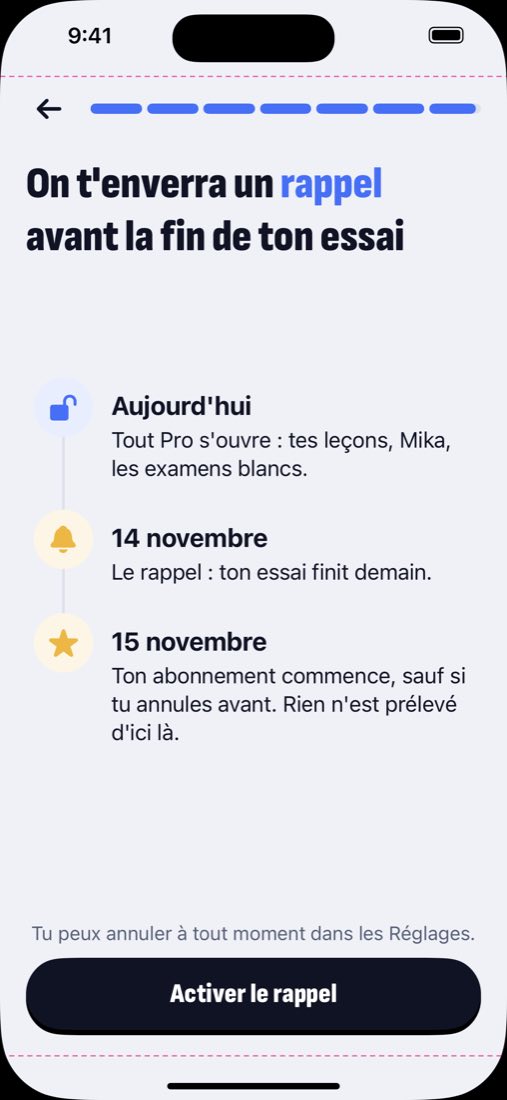 9:41
On t'enverra un rappel
avant la fin de ton essai
Aujourd'hui
Tout Pro s'ouvre : tes leçons, Mika,
les examens blancs.
14 novembre
Le rappel : ton essai finit demain.
15 novembre
Ton abonnement commence, sauf si
tu annules avant. Rien n'est prélevé
d'ici là.
Tu peux annuler à tout moment dans les Réglages.
Activer le rappel